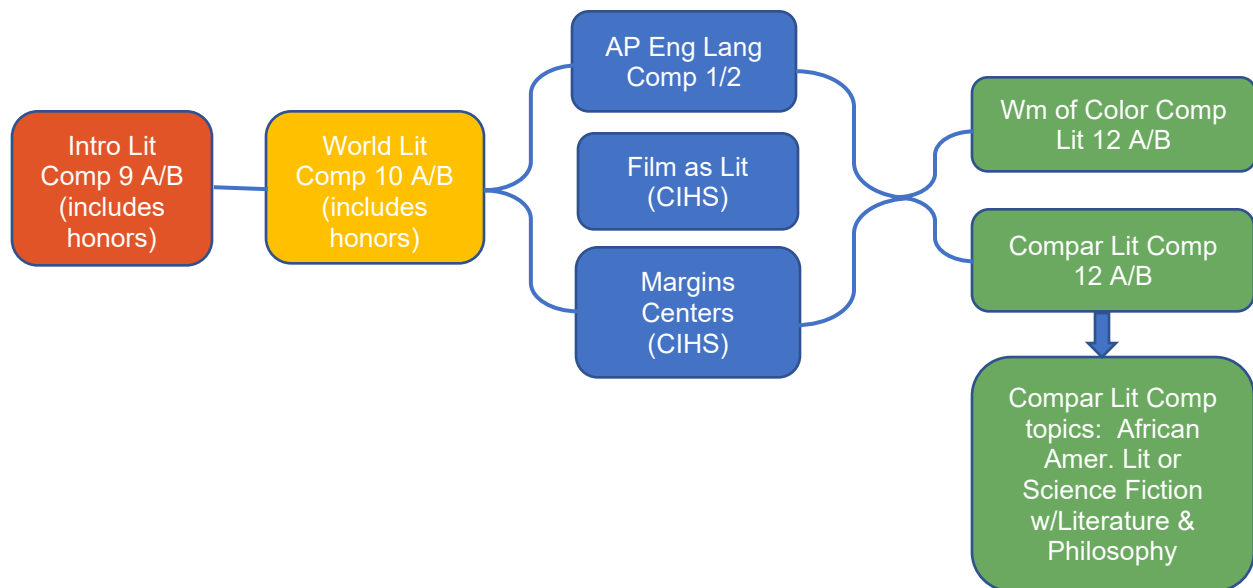 Intro Lit
Comp 9 A/B
(includes
honors)
World Lit
Comp 10 A/B
(includes
honors)
AP Eng Lang
Comp 1/2
Film as Lit
(CIHS)
Margins
Centers
(CIHS)
Wm of Color Comp
Lit 12 A/B
Compar Lit Comp
12 A/B
Compar Lit Comp
topics:  African
Amer. Lit or
Science Fiction
w/Literature &
Philosophy